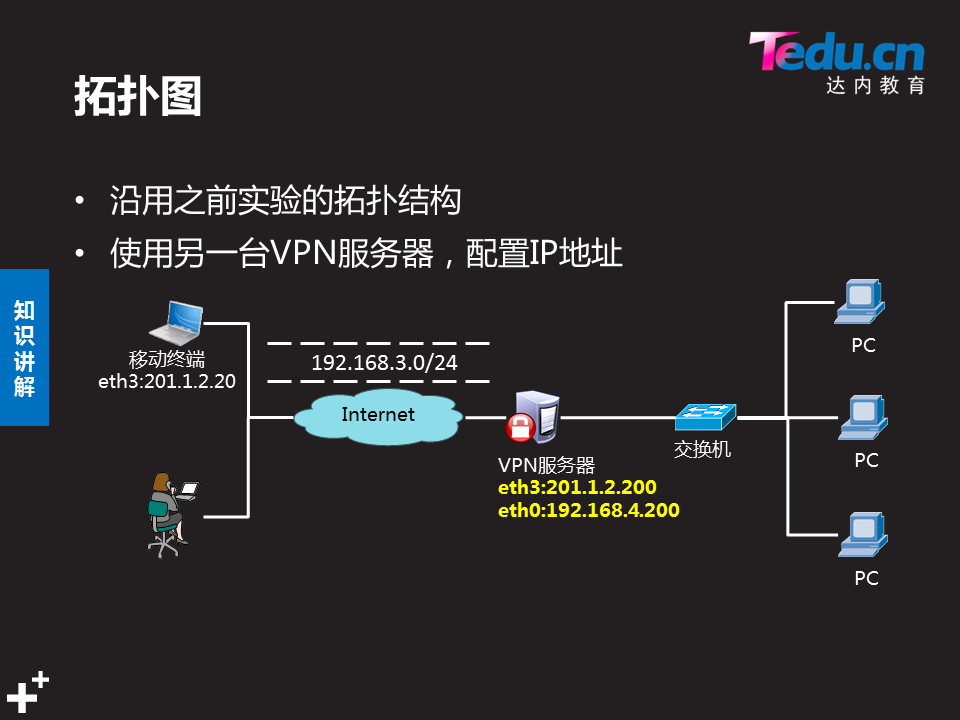 Tedu.cn
达内教育
拓扑图
• 沿用之前实验的拓扑结构
• 使用另一台VPN服务器，配置IP地址
知识讲解
移动终端
eth3:201.1.2.20
192.168.3.0/24
Internet
VPN服务器
eth3:201.1.2.200
eth0:192.168.4.200
交换机
PC
PC
PC